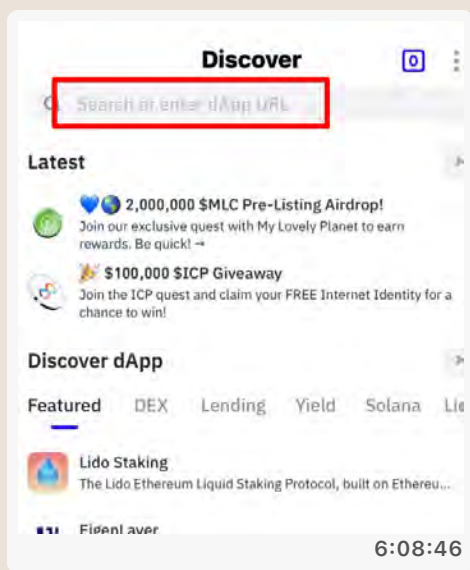 Discover
0
Search or enter dApp URL
Latest
💙🌎 2,000,000 $MLC Pre-Listing Airdrop!
Join our exclusive quest with My Lovely Planet to earn
rewards. Be quick! →
🎉 $100,000 $ICP Giveaway
Join the ICP quest and claim your FREE Internet Identity for a
chance to win!
Discover dApp
Featured DEX Lending Yield Solana
Lido Staking
The Lido Ethereum Liquid Staking Protocol, built on Ethereu...
EigenLayer
6:08:46